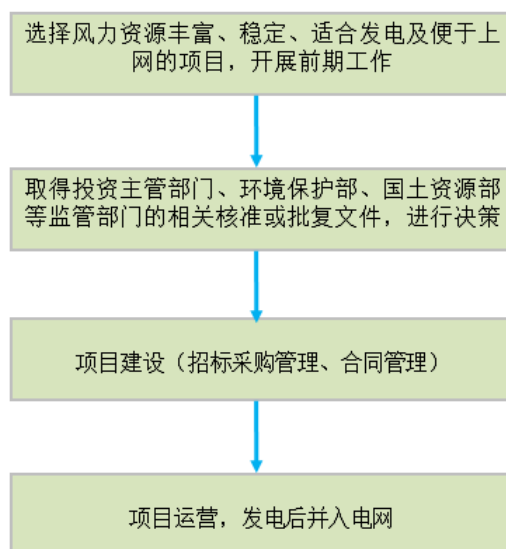 选择风力资源丰富、稳定、适合发电及便于上
网的项目，开展前期工作
取得投资主管部门、环境保护部、国土资源部
等监管部门的相关核准或批复文件，进行决策
项目建设（招标采购管理、合同管理）
项目运营，发电后并入电网